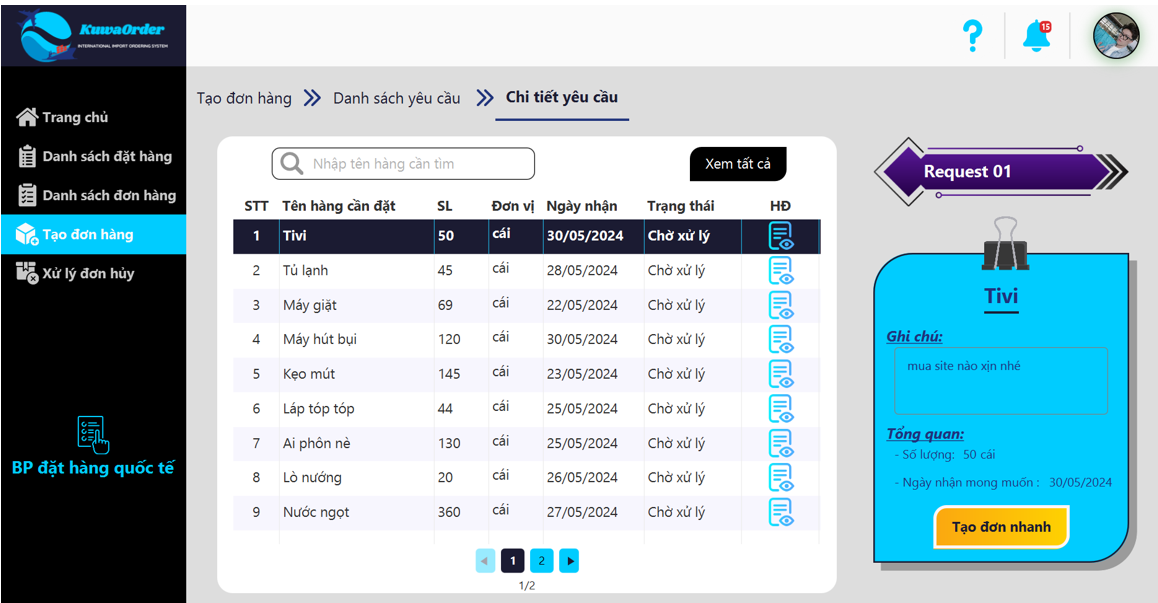 KuwaOrder
INTERNATIONAL IMPORT ORDERING SYSTEM
15
Trang chủ
Danh sách đặt hàng
Danh sách đơn hàng
Tạo đơn hàng
Xử lý đơn hủy
BP đặt hàng quốc tế
Tạo đơn hàng Danh sách yêu cầu Chi tiết yêu cầu
Nhập tên hàng cần tìm Xem tất cả
STT Tên hàng cần đặt SL Đơn vị Ngày nhận Trạng thái HĐ
1 Tivi 50 cái 30/05/2024 Chờ xử lý
2 Tủ lạnh 45 cái 28/05/2024 Chờ xử lý
3 Máy giặt 69 cái 22/05/2024 Chờ xử lý
4 Máy hút bụi 120 cái 30/05/2024 Chờ xử lý
5 Kẹo mút 145 cái 23/05/2024 Chờ xử lý
6 Láp tóp tóp 44 cái 25/05/2024 Chờ xử lý
7 Ai phôn nè 130 cái 25/05/2024 Chờ xử lý
8 Lò nướng 20 cái 26/05/2024 Chờ xử lý
9 Nước ngọt 360 cái 27/05/2024 Chờ xử lý
1 2
1/2
Request 01
Tivi
Ghi chú:
mua site nào xịn nhé
Tổng quan:
- Số lượng: 50 cái
- Ngày nhận mong muốn : 30/05/2024
Tạo đơn nhanh